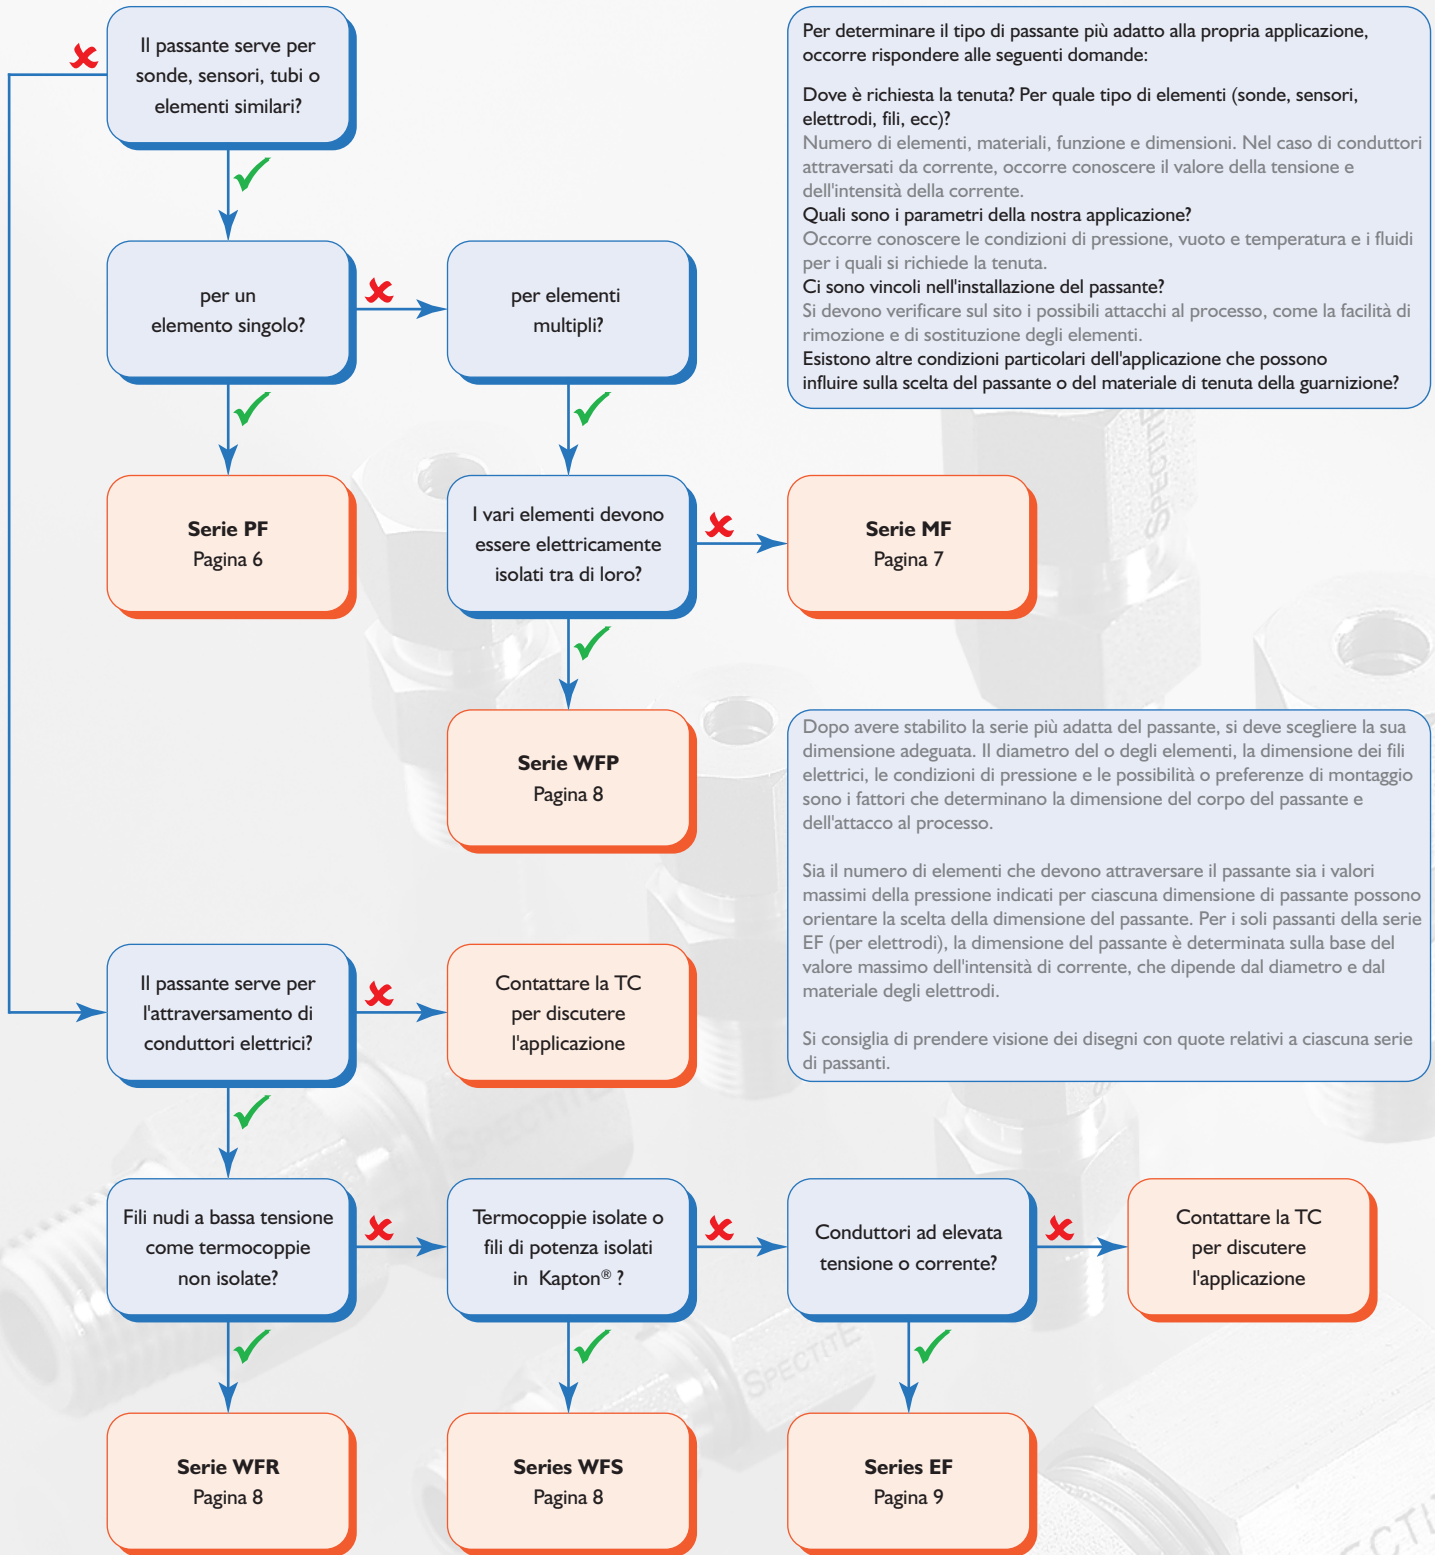 Il passante serve per
sonde, sensori, tubi o
elementi similari?
Per determinare il tipo di passante più adatto alla propria applicazione,
occorre rispondere alle seguenti domande:
Dove è richiesta la tenuta? Per quale tipo di elementi (sonde, sensori,
elettrodi, fili, ecc)?
Numero di elementi, materiali, funzione e dimensioni. Nel caso di conduttori
attraversati da corrente, occorre conoscere il valore della tensione e
dell'intensità della corrente.
Quali sono i parametri della nostra applicazione?
Occorre conoscere le condizioni di pressione, vuoto e temperatura e i fluidi
per i quali si richiede la tenuta.
Ci sono vincoli nell'installazione del passante?
Si devono verificare sul sito i possibili attacchi al processo, come la facilità di
rimozione e di sostituzione degli elementi.
Esistono altre condizioni particolari dell'applicazione che possono
influire sulla scelta del passante o del materiale di tenuta della guarnizione?
per un
elemento singolo?
per elementi
multipli?
Serie PF
Pagina 6
I vari elementi devono
essere elettricamente
isolati tra di loro?
Serie MF
Pagina 7
SPECTITE
Serie WFP
Pagina 8
Dopo avere stabilito la serie più adatta del passante, si deve scegliere la sua
dimensione adeguata. Il diametro del o degli elementi, la dimensione dei fili
elettrici, le condizioni di pressione e le possibilità o preferenze di montaggio
sono i fattori che determinano la dimensione del corpo del passante e
dell'attacco al processo.
Sia il numero di elementi che devono attraversare il passante sia i valori
massimi della pressione indicati per ciascuna dimensione di passante possono
orientare la scelta della dimensione del passante. Per i soli passanti della serie
EF (per elettrodi), la dimensione del passante è determinata sulla base del
valore massimo dell'intensità di corrente, che dipende dal diametro e dal
materiale degli elettrodi.
Si consiglia di prendere visione dei disegni con quote relativi a ciascuna serie
di passanti.
Il passante serve per
l'attraversamento di
conduttori elettrici?
Contattare la TC
per discutere
l'applicazione
SPECTITE
Fili nudi a bassa tensione
come termocoppie
non isolate?
Termocoppie isolate o
fili di potenza isolati
in Kapton® ?
Conduttori ad elevata
tensione o corrente?
Contattare la TC
per discutere
l'applicazione
SPECTITE
Serie WFR
Pagina 8
Series WFS
Pagina 8
Series EF
Pagina 9